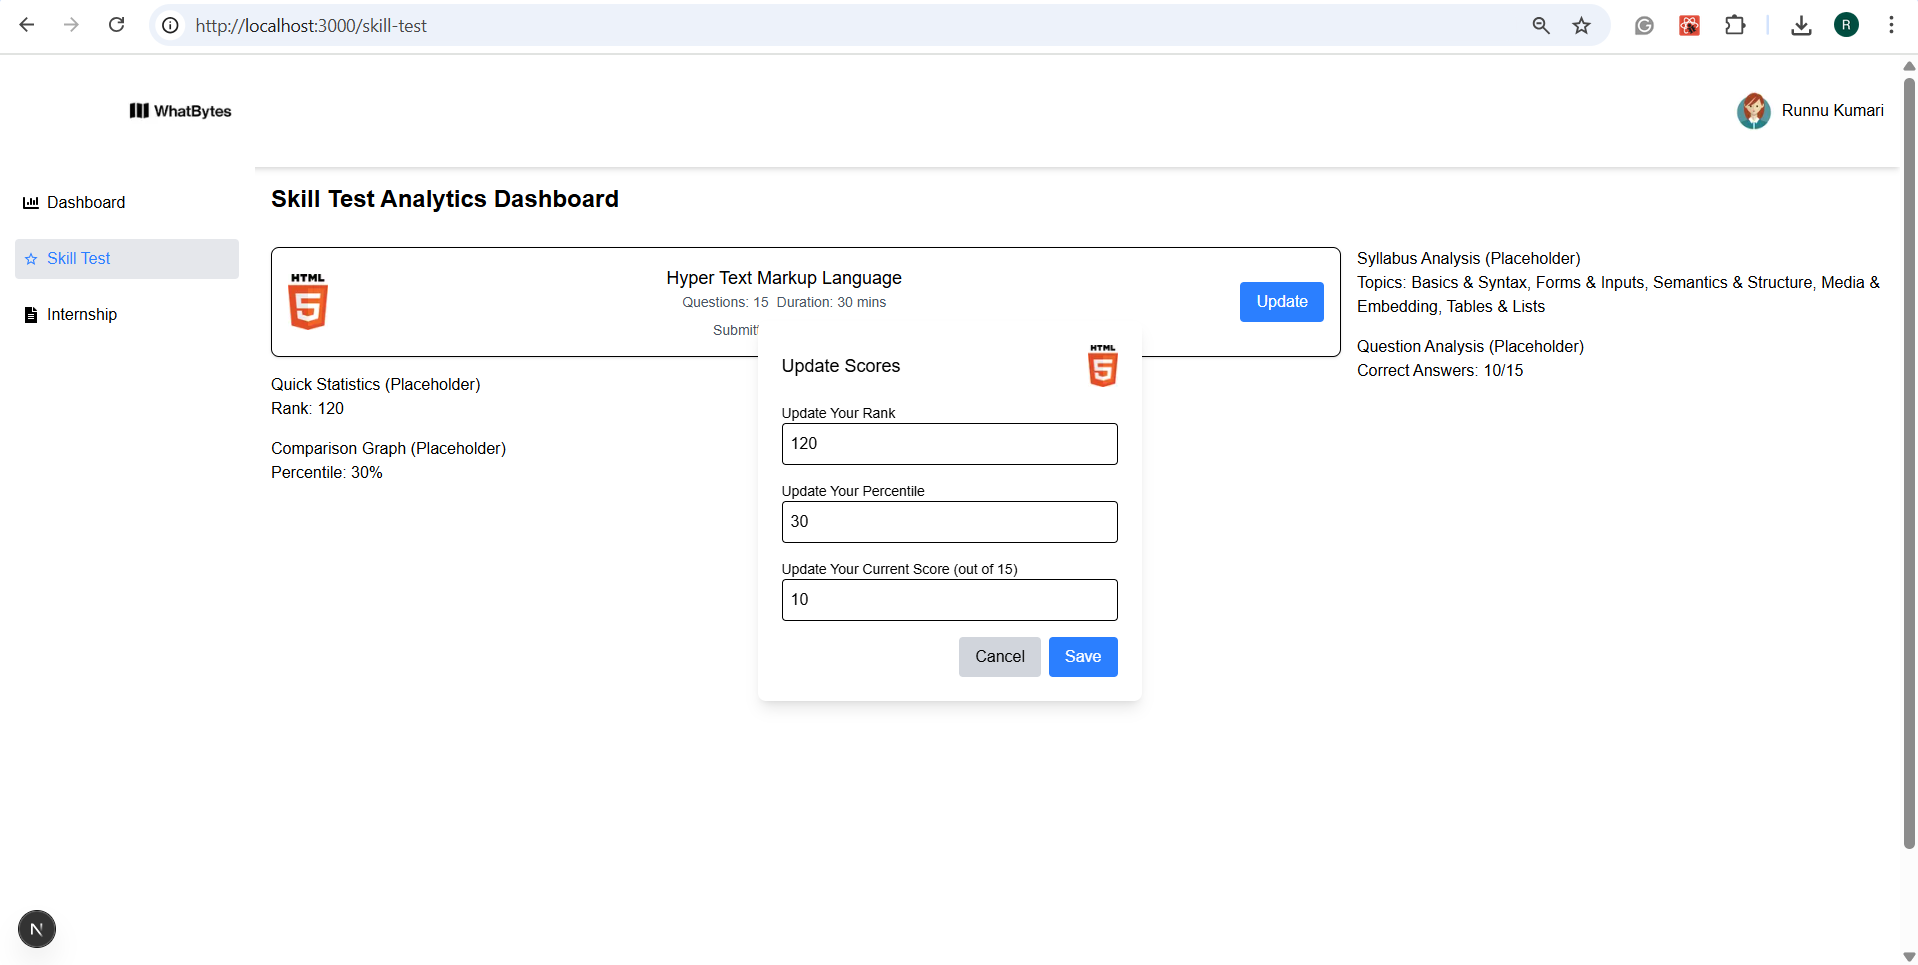 http://localhost:3000/skill-test
R
WhatBytes
Runnu Kumari
Dashboard
Skill Test
Internship
Skill Test Analytics Dashboard
HTML
5
Hyper Text Markup Language
Questions: 15 Duration: 30 mins
Update
Quick Statistics (Placeholder)
Rank: 120
Comparison Graph (Placeholder)
Percentile: 30%
Syllabus Analysis (Placeholder)
Topics: Basics & Syntax, Forms & Inputs, Semantics & Structure, Media &
Embedding, Tables & Lists
Question Analysis (Placeholder)
Correct Answers: 10/15
Update Scores
HTML
5
Update Your Rank
120
Update Your Percentile
30
Update Your Current Score (out of 15)
10
Cancel
Save
N